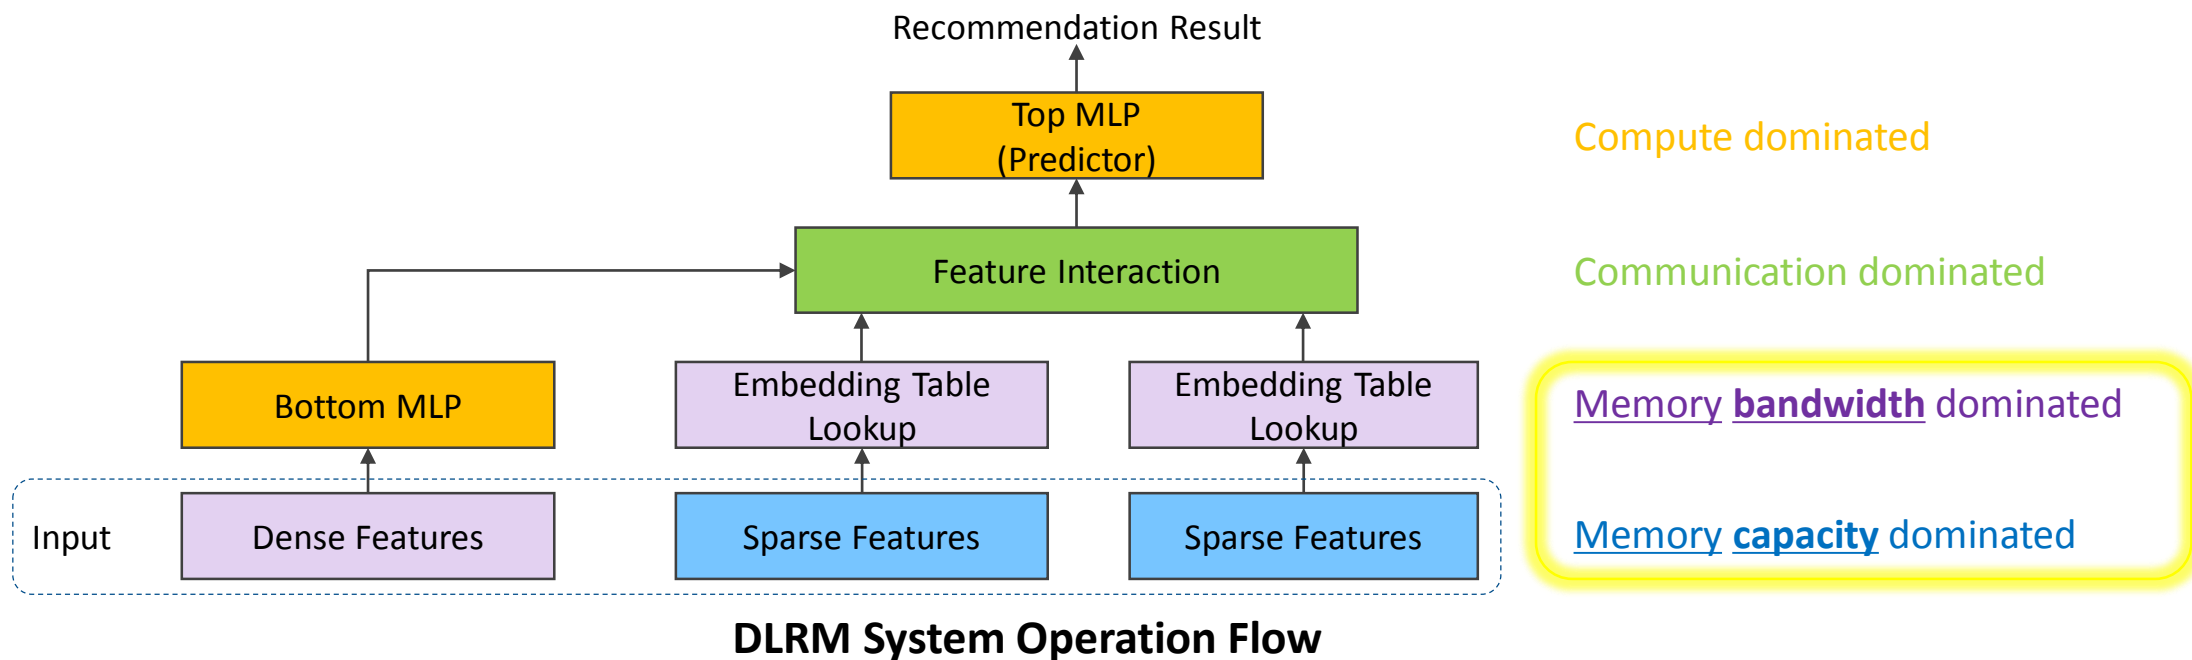 Recommendation Result
Top MLP
(Predictor)
Compute dominated
Feature Interaction
Communication dominated
Bottom MLP
Embedding Table
Lookup
Embedding Table
Lookup
Memory bandwidth dominated
Input
Dense Features
Sparse Features
Sparse Features
Memory capacity dominated
DLRM System Operation Flow